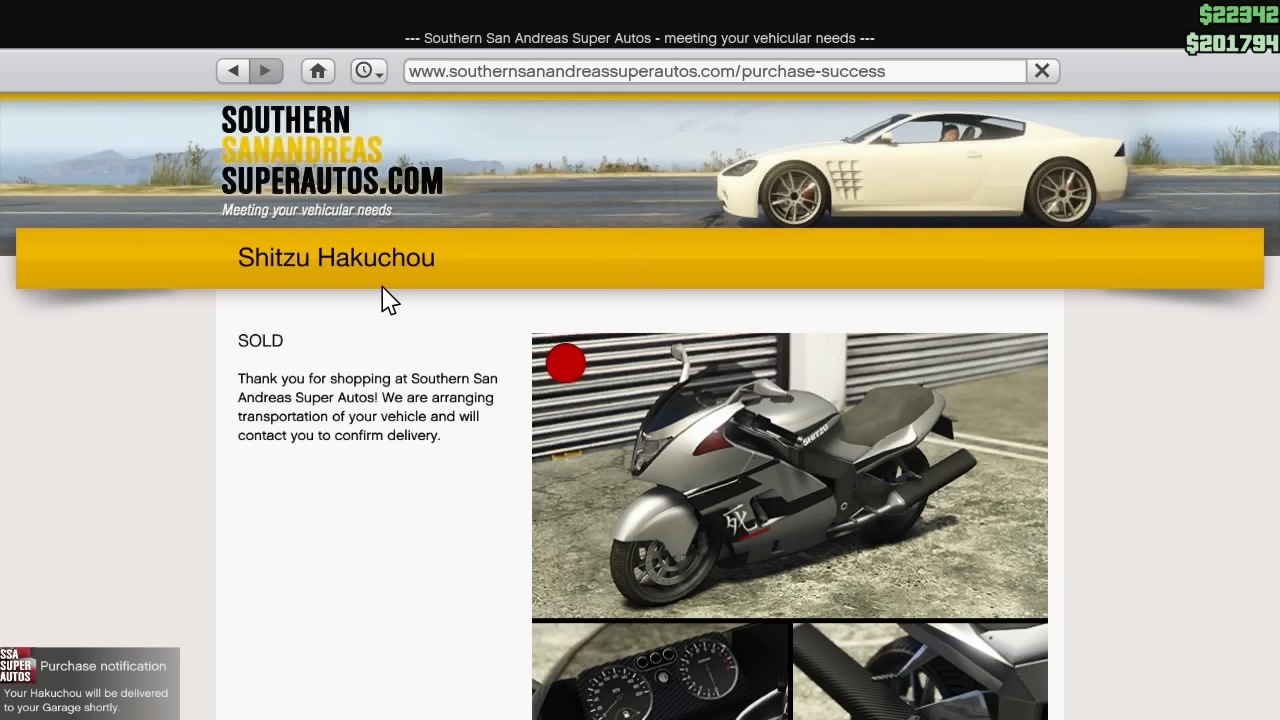 $22342
--- Southern San Andreas Super Autos - meeting your vehicular needs ---
$201794
www.southernsanandreassuperautos.com/purchase-success
SOUTHERN
SANANDREAS
SUPERAUTOS.COM
Meeting your vehicular needs
Shitzu Hakuchou
SOLD
Thank you for shopping at Southern San
Andreas Super Autos! We are arranging
transportation of your vehicle and will
contact you to confirm delivery.
SHITZU
SSA
SUPER
AUTOS
Purchase notification
Your Hakuchou will be delivered
to your Garage shortly.